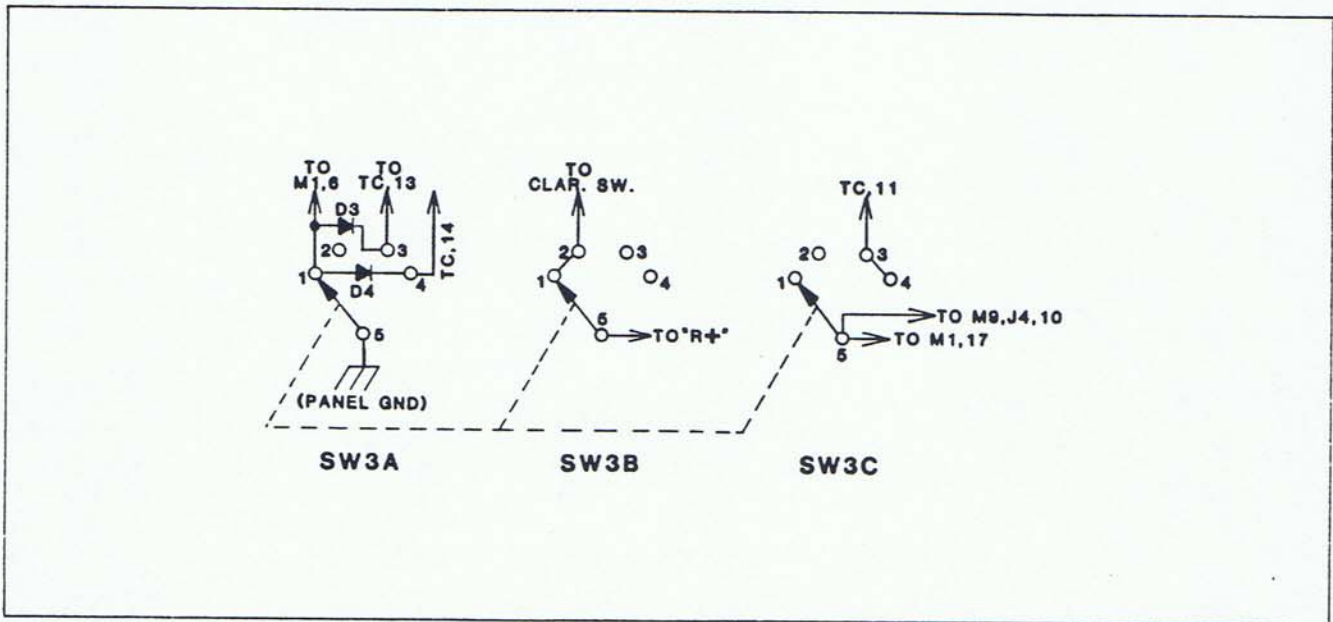 TO
M1,6
TO
TC,13
D3
TC,14
2
3
1
D4
4
5
(PANEL GND)
SW3A
TO
CLAR. SW.
2
3
1
4
5
TO"R+"
SW3B
TC,11
2
3
1
4
5
TO M9,J4,10
TO M1,17
SW3C